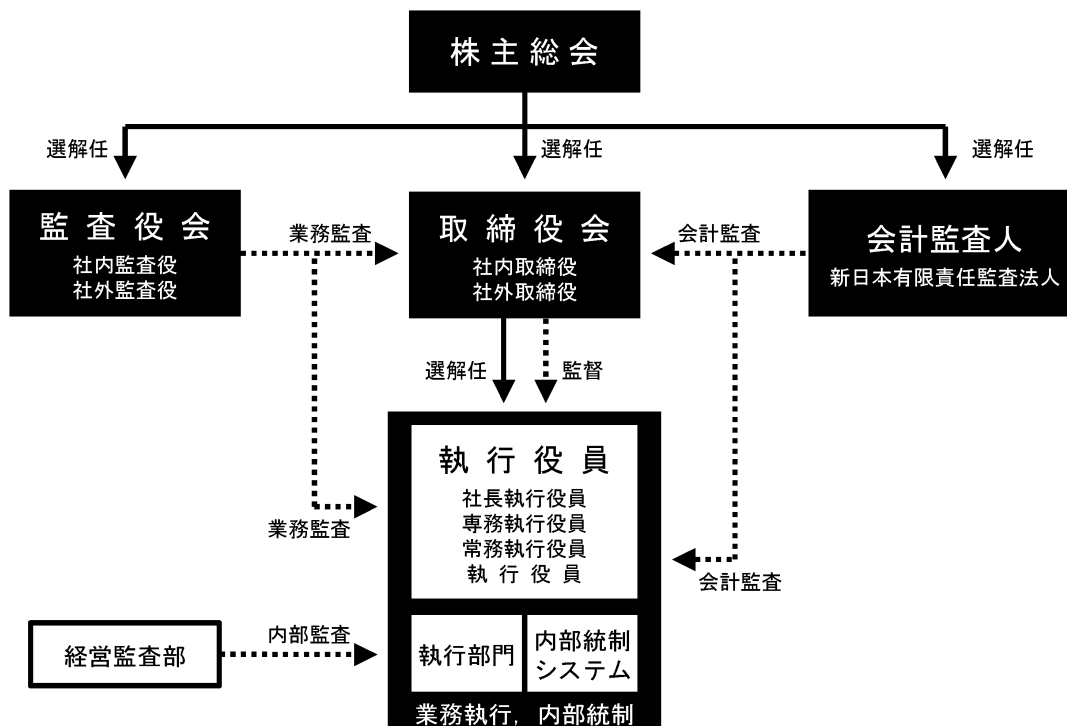 株主総会
選解任
選解任
選解任
監査役会
社内監査役
社外監査役
業務監査
取締役会
社内取締役
社外取締役
会計監査
会計監査人
新日本有限責任監査法人
選解任
監督
執行役員
社長執行役員
専務執行役員
常務執行役員
執行役員
業務監査
会計監査
経営監査部
内部監査
執行部門
内部統制
システム
業務執行，内部統制